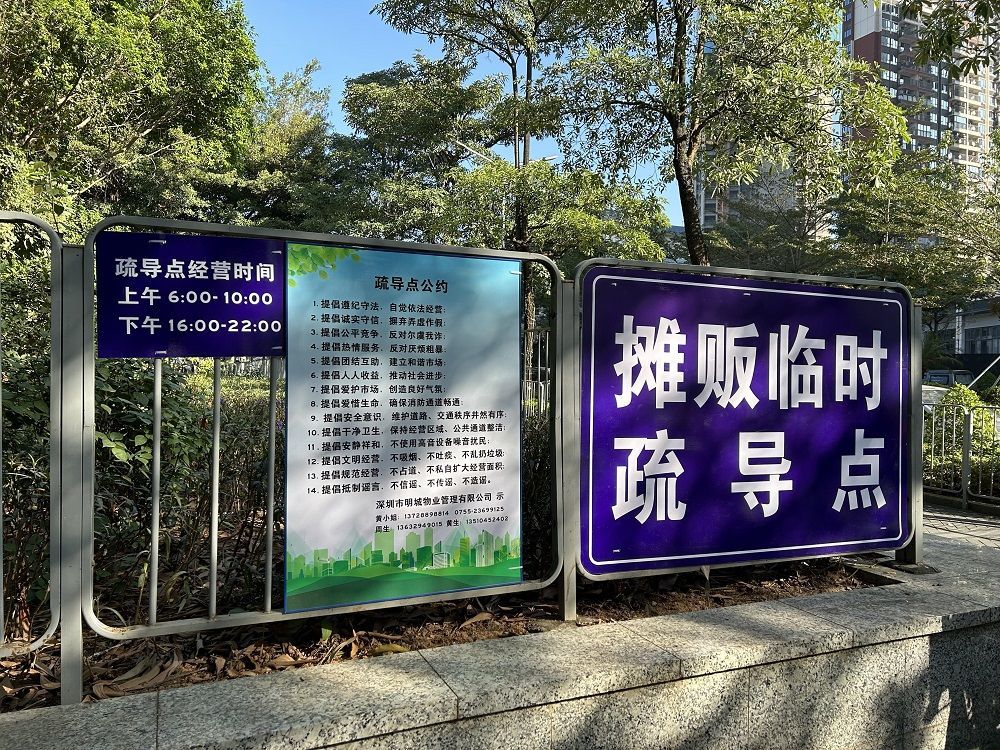 疏导点经营时间
上午 6:00-10:00
下午 16:00-22:00
疏导点公约
1. 提倡遵纪守法，自觉依法经营；
2. 提倡诚实守信，摒弃弄虚作假；
3. 提倡公平竞争，反对尔虞我诈；
4. 提倡热情服务，反对厌烦粗暴；
5. 提倡团结互助，建立和谐市场；
6. 提倡人人收益，推动社会进步；
7. 提倡爱护市场，创造良好气氛；
8. 提倡爱惜生命，确保消防通道畅通；
9. 提倡安全意识，维护道路、交通秩序井然有序；
10. 提倡干净卫生，保持经营区域、公共通道整洁；
11. 提倡安静祥和，不使用高音设备噪音扰民；
12. 提倡文明经营，不吸烟、不吐痰、不乱扔垃圾；
13. 提倡规范经营，不占道、不私自扩大经营面积；
14. 提倡抵制谣言，不信谣、不传谣、不造谣。
深圳市明城物业管理有限公司 示
黄小姐：13728898814 0755-23699125
周生：13632949015 黄生：13510452402
摊贩临时
疏导点